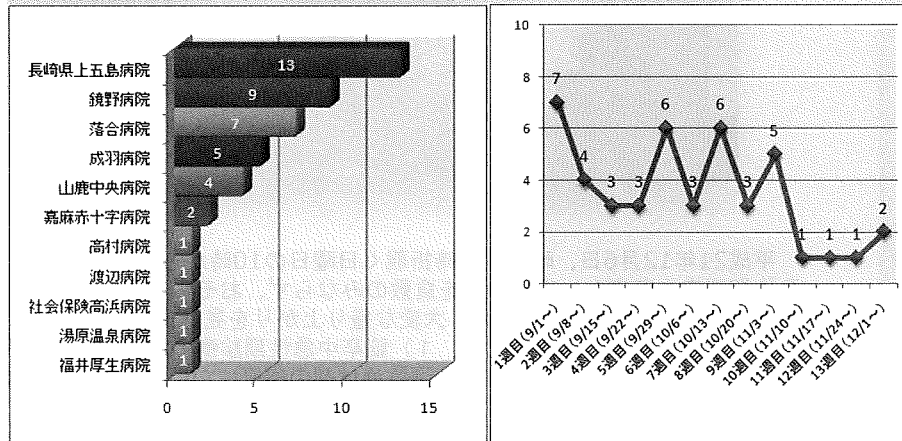 長崎県上五島病院 13
鏡野病院 9
落合病院 7
成羽病院 5
山鹿中央病院 4
嘉麻赤十字病院 2
高村病院 1
渡辺病院 1
社会保険高浜病院 1
湯原温泉病院 1
福井厚生病院 1
0 5 10 15
10
8
6
4
2
0
7 4 3 3 6 3 6 3 5 1 1 1 2
1週目(9/1~)
2週目(9/8~)
3週目(9/15~)
4週目(9/22~)
5週目(9/29~)
6週目(10/6~)
7週目(10/13~)
8週目(10/20~)
9週目(11/3~)
10週目(11/10~)
11週目(11/17~)
12週目(11/24~)
13週目(12/1~)